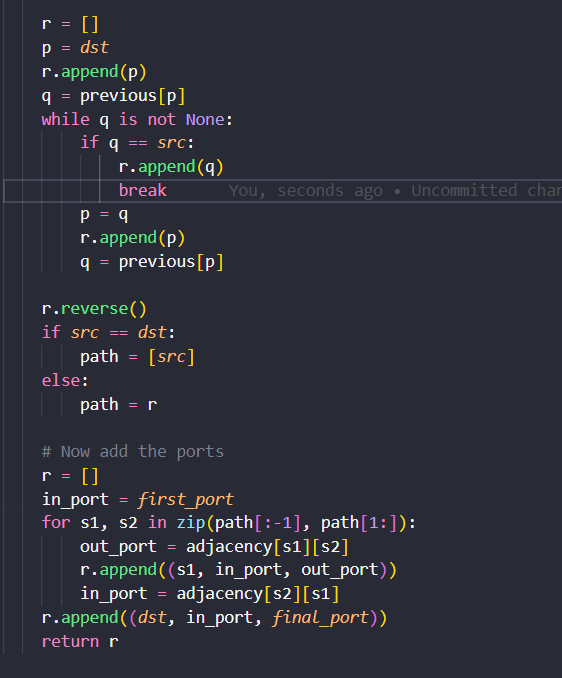 r = []
p = dst
r.append(p)
q = previous[p]
while q is not None:
    if q == src:
        r.append(q)
        break        You, seconds ago • Uncommitted
    p = q
    r.append(p)
    q = previous[p]
r.reverse()
if src == dst:
    path = [src]
else:
    path = r
# Now add the ports
r = []
in_port = first_port
for s1, s2 in zip(path[:-1], path[1:]):
    out_port = adjacency[s1][s2]
    r.append((s1, in_port, out_port))
    in_port = adjacency[s2][s1]
r.append((dst, in_port, final_port))
return r